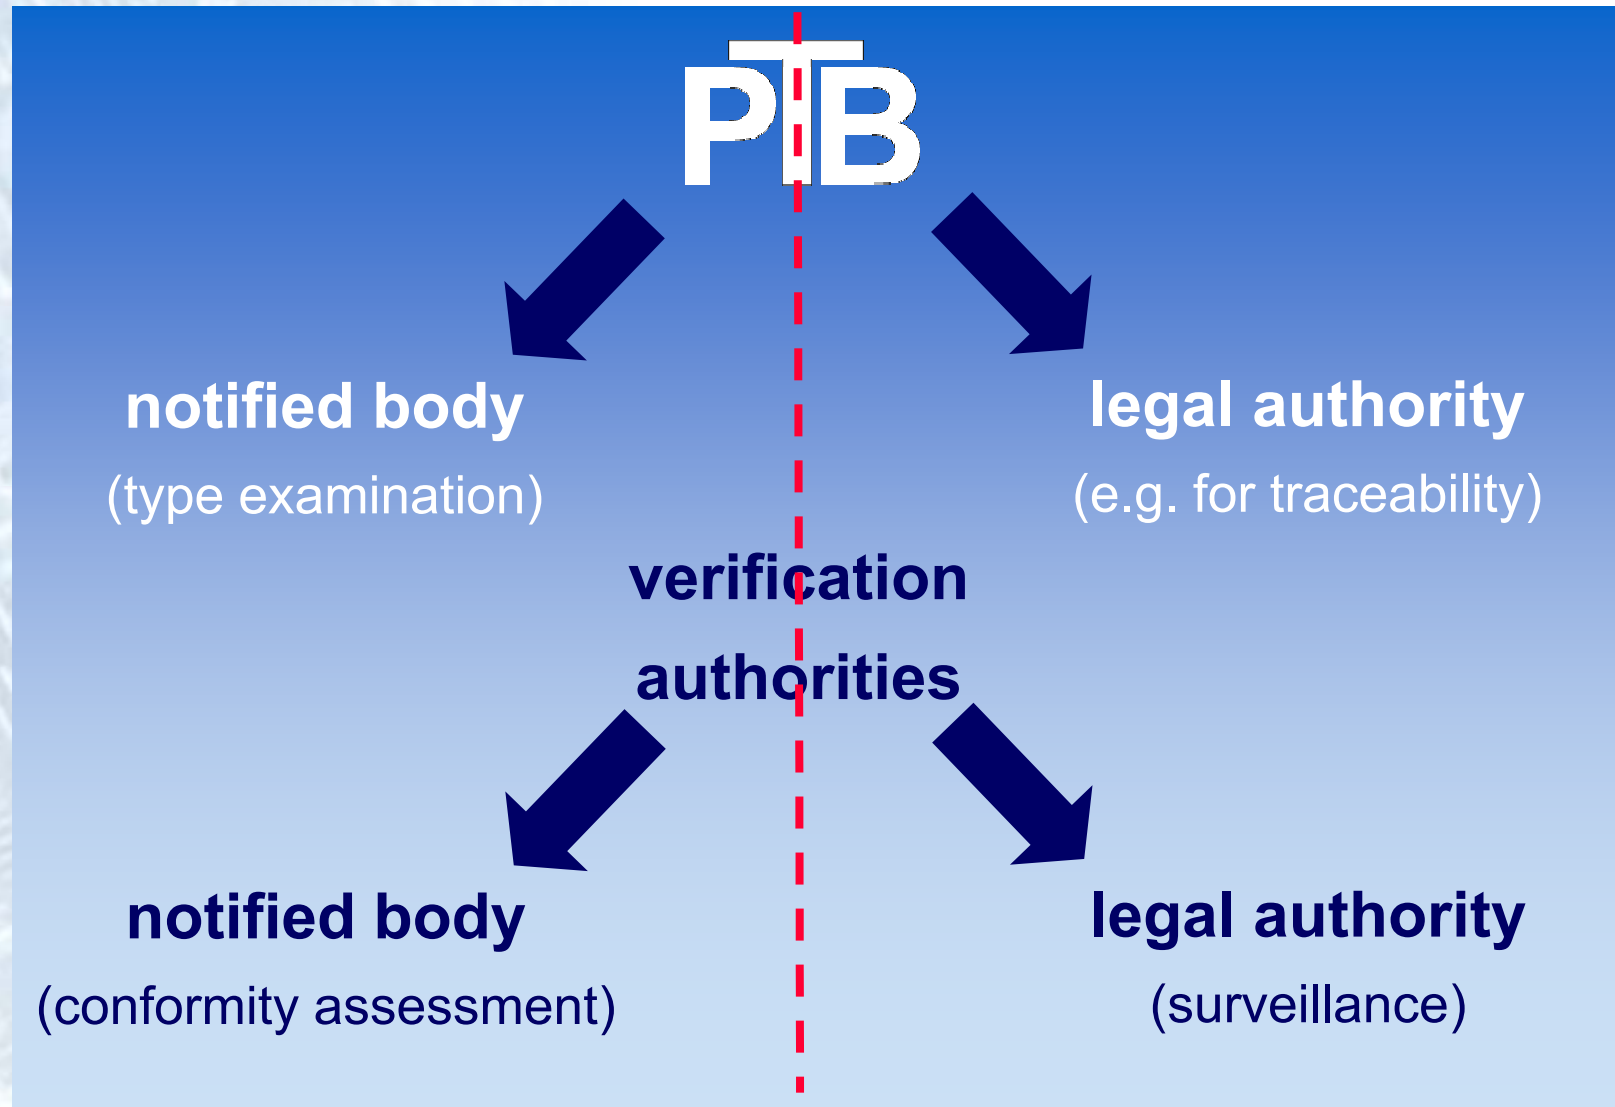 PTB
notified body
legal authority
(type examination)
(e.g. for traceability)
verification
authorities
notified body
legal authority
(conformity assessment)
(surveillance)